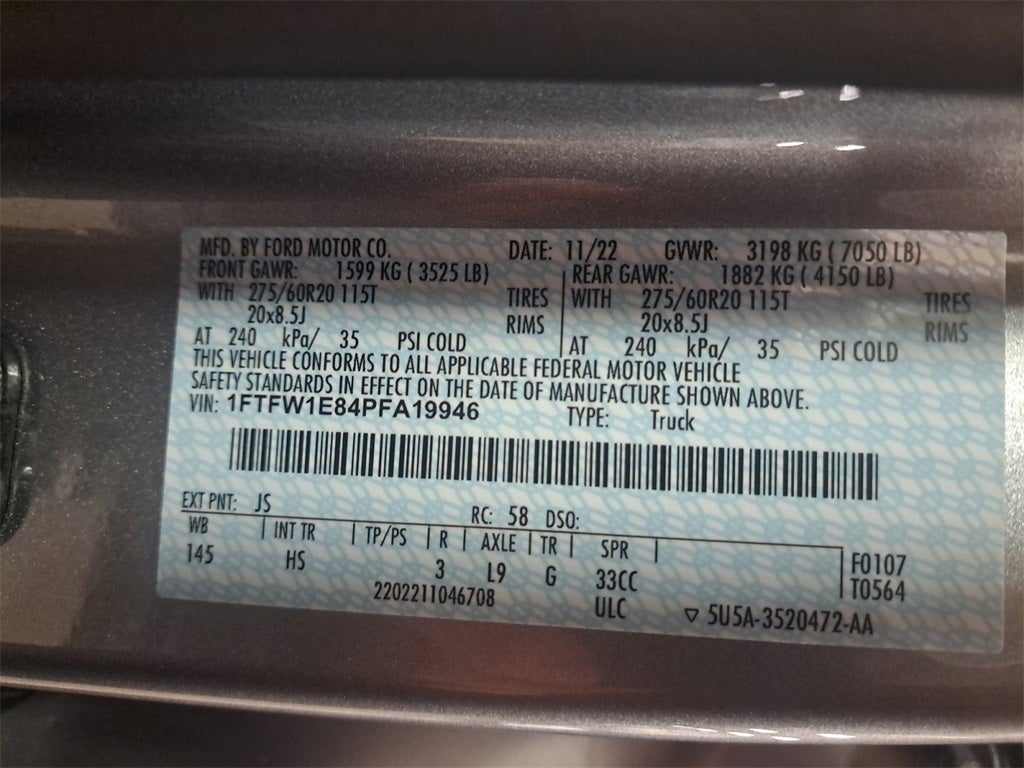 MFD. BY FORD MOTOR CO. DATE: 11/22 GVWR: 3198 KG ( 7050 LB)
FRONT GAWR: 1599 KG ( 3525 LB) REAR GAWR: 1882 KG ( 4150 LB)
WITH 275/60R20 115T TIRES WITH 275/60R20 115T TIRES
20x8.5J RIMS 20x8.5J RIMS
AT 240 kPa/ 35 PSI COLD AT 240 kPa/ 35 PSI COLD
THIS VEHICLE CONFORMS TO ALL APPLICABLE FEDERAL MOTOR VEHICLE
SAFETY STANDARDS IN EFFECT ON THE DATE OF MANUFACTURE SHOWN ABOVE.
VIN: 1FTFW1E84PFA19946 TYPE: Truck
EXT PNT: JS RC: 58 DSO:
WB INT TR TP/PS R AXLE TR SPR F0107
145 HS 3 L9 G 33CC T0564
2202211046708 ULC ▽ 5U5A-3520472-AA